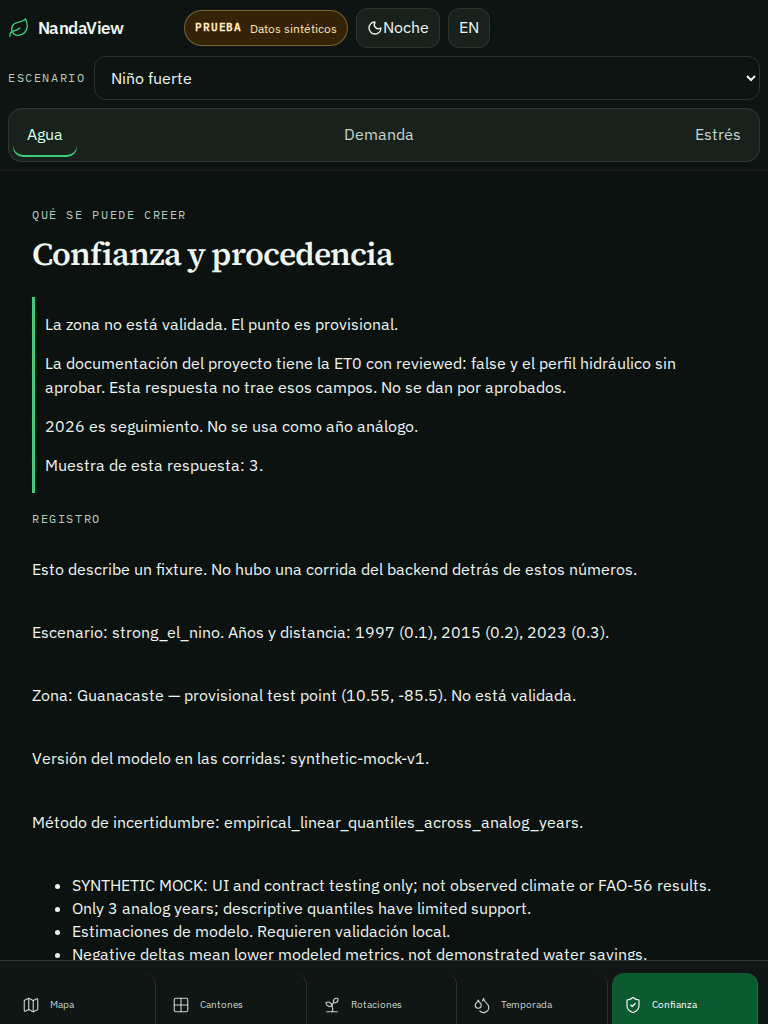 NandaView
PRUEBA Datos sintéticos
Noche
EN
ESCENARIO
Niño fuerte
Agua
Demanda
Estrés
QUÉ SE PUEDE CREER
Confianza y procedencia
La zona no está validada. El punto es provisional.
La documentación del proyecto tiene la ET0 con reviewed: false y el perfil hidráulico sin
aprobar. Esta respuesta no trae esos campos. No se dan por aprobados.
2026 es seguimiento. No se usa como año análogo.
Muestra de esta respuesta: 3.
REGISTRO
Esto describe un fixture. No hubo una corrida del backend detrás de estos números.
Escenario: strong_el_nino. Años y distancia: 1997 (0.1), 2015 (0.2), 2023 (0.3).
Zona: Guanacaste — provisional test point (10.55, -85.5). No está validada.
Versión del modelo en las corridas: synthetic-mock-v1.
Método de incertidumbre: empirical_linear_quantiles_across_analog_years.
• SYNTHETIC MOCK: UI and contract testing only; not observed climate or FAO-56 results.
• Only 3 analog years; descriptive quantiles have limited support.
• Estimaciones de modelo. Requieren validación local.
• Negative deltas mean lower modeled metrics, not demonstrated water savings.
Mapa
Cantones
Rotaciones
Temporada
Confianza